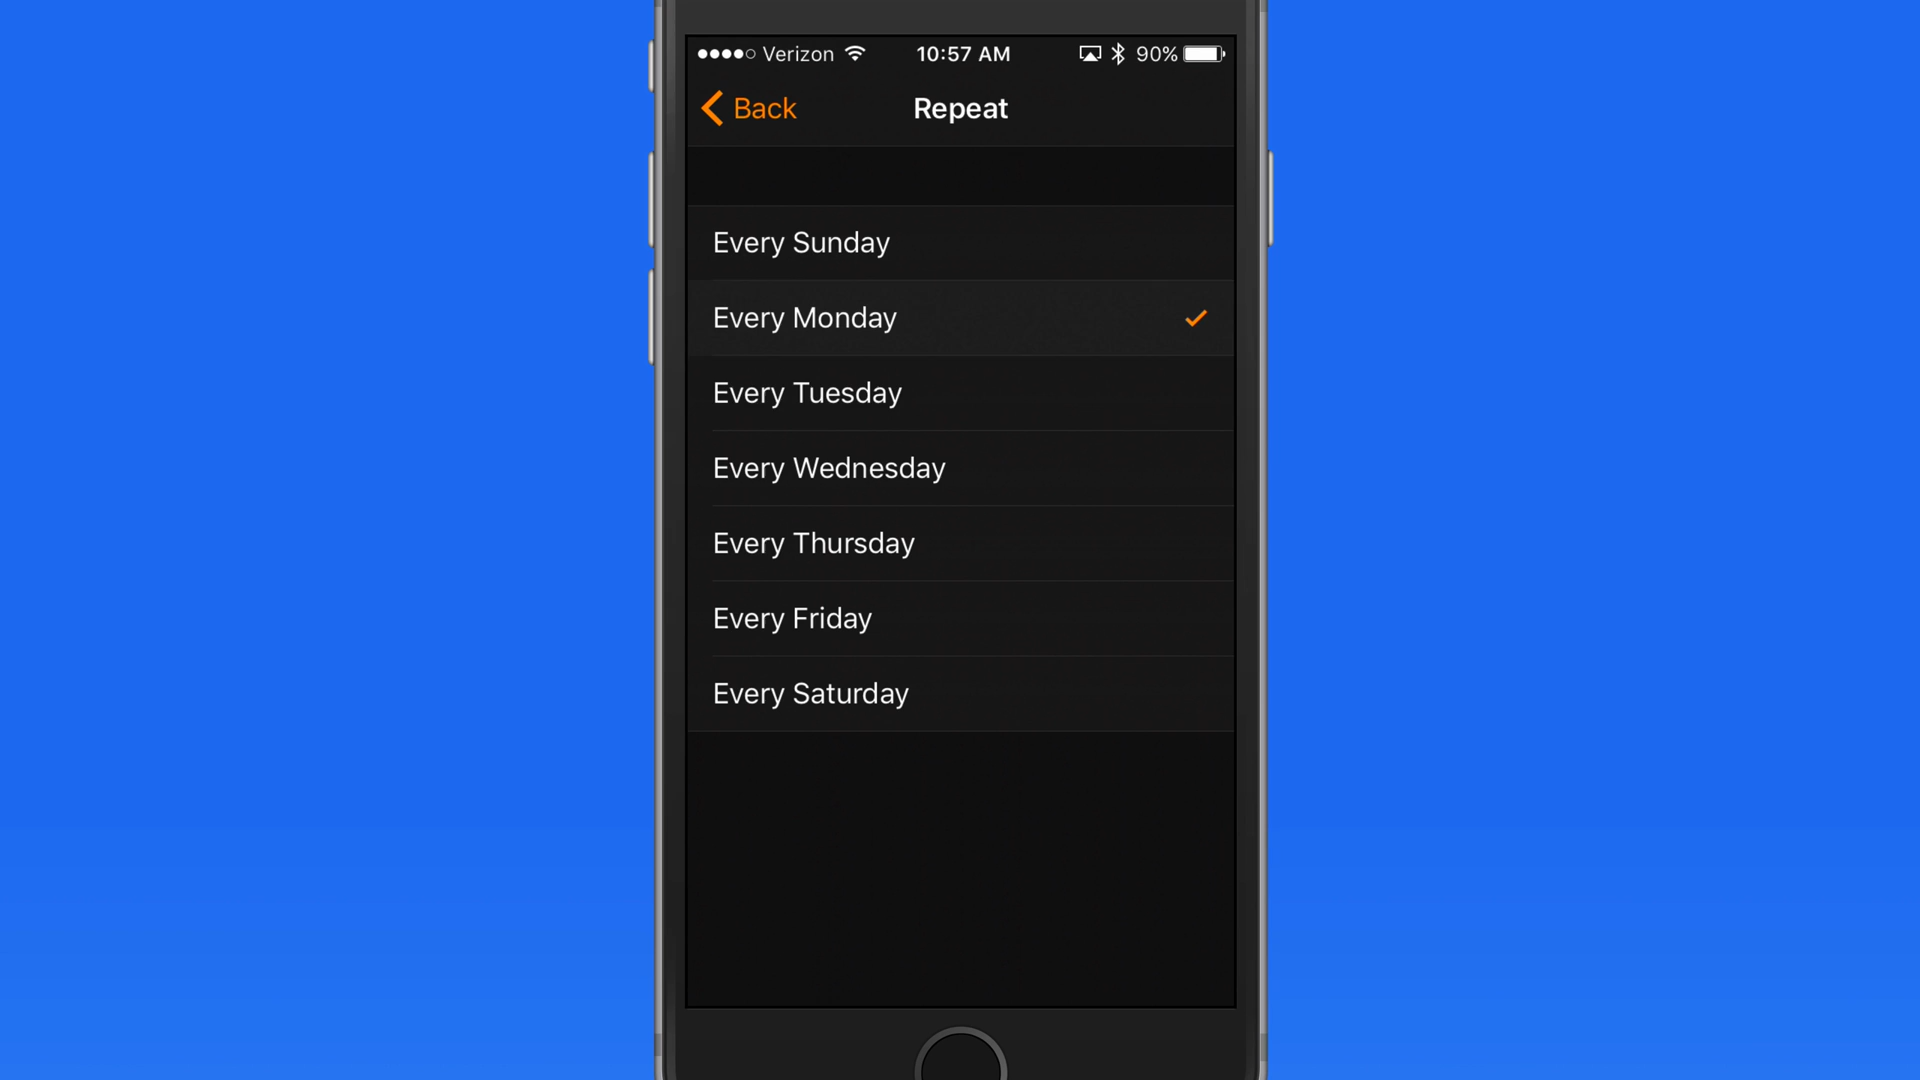 Verizon 10:57 AM 90%
Back Repeat
Every Sunday
Every Monday
Every Tuesday
Every Wednesday
Every Thursday
Every Friday
Every Saturday